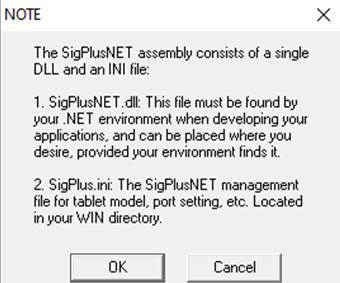 NOTE
The SigPlusNET assembly consists of a single
DLL and an INI file:
1. SigPlusNET.dll: This file must be found by
your .NET environment when developing your
applications, and can be placed where you
desire, provided your environment finds it.
2. SigPlus.ini: The SigPlusNET management
file for tablet model, port setting, etc. Located
in your WIN directory.
OK
Cancel